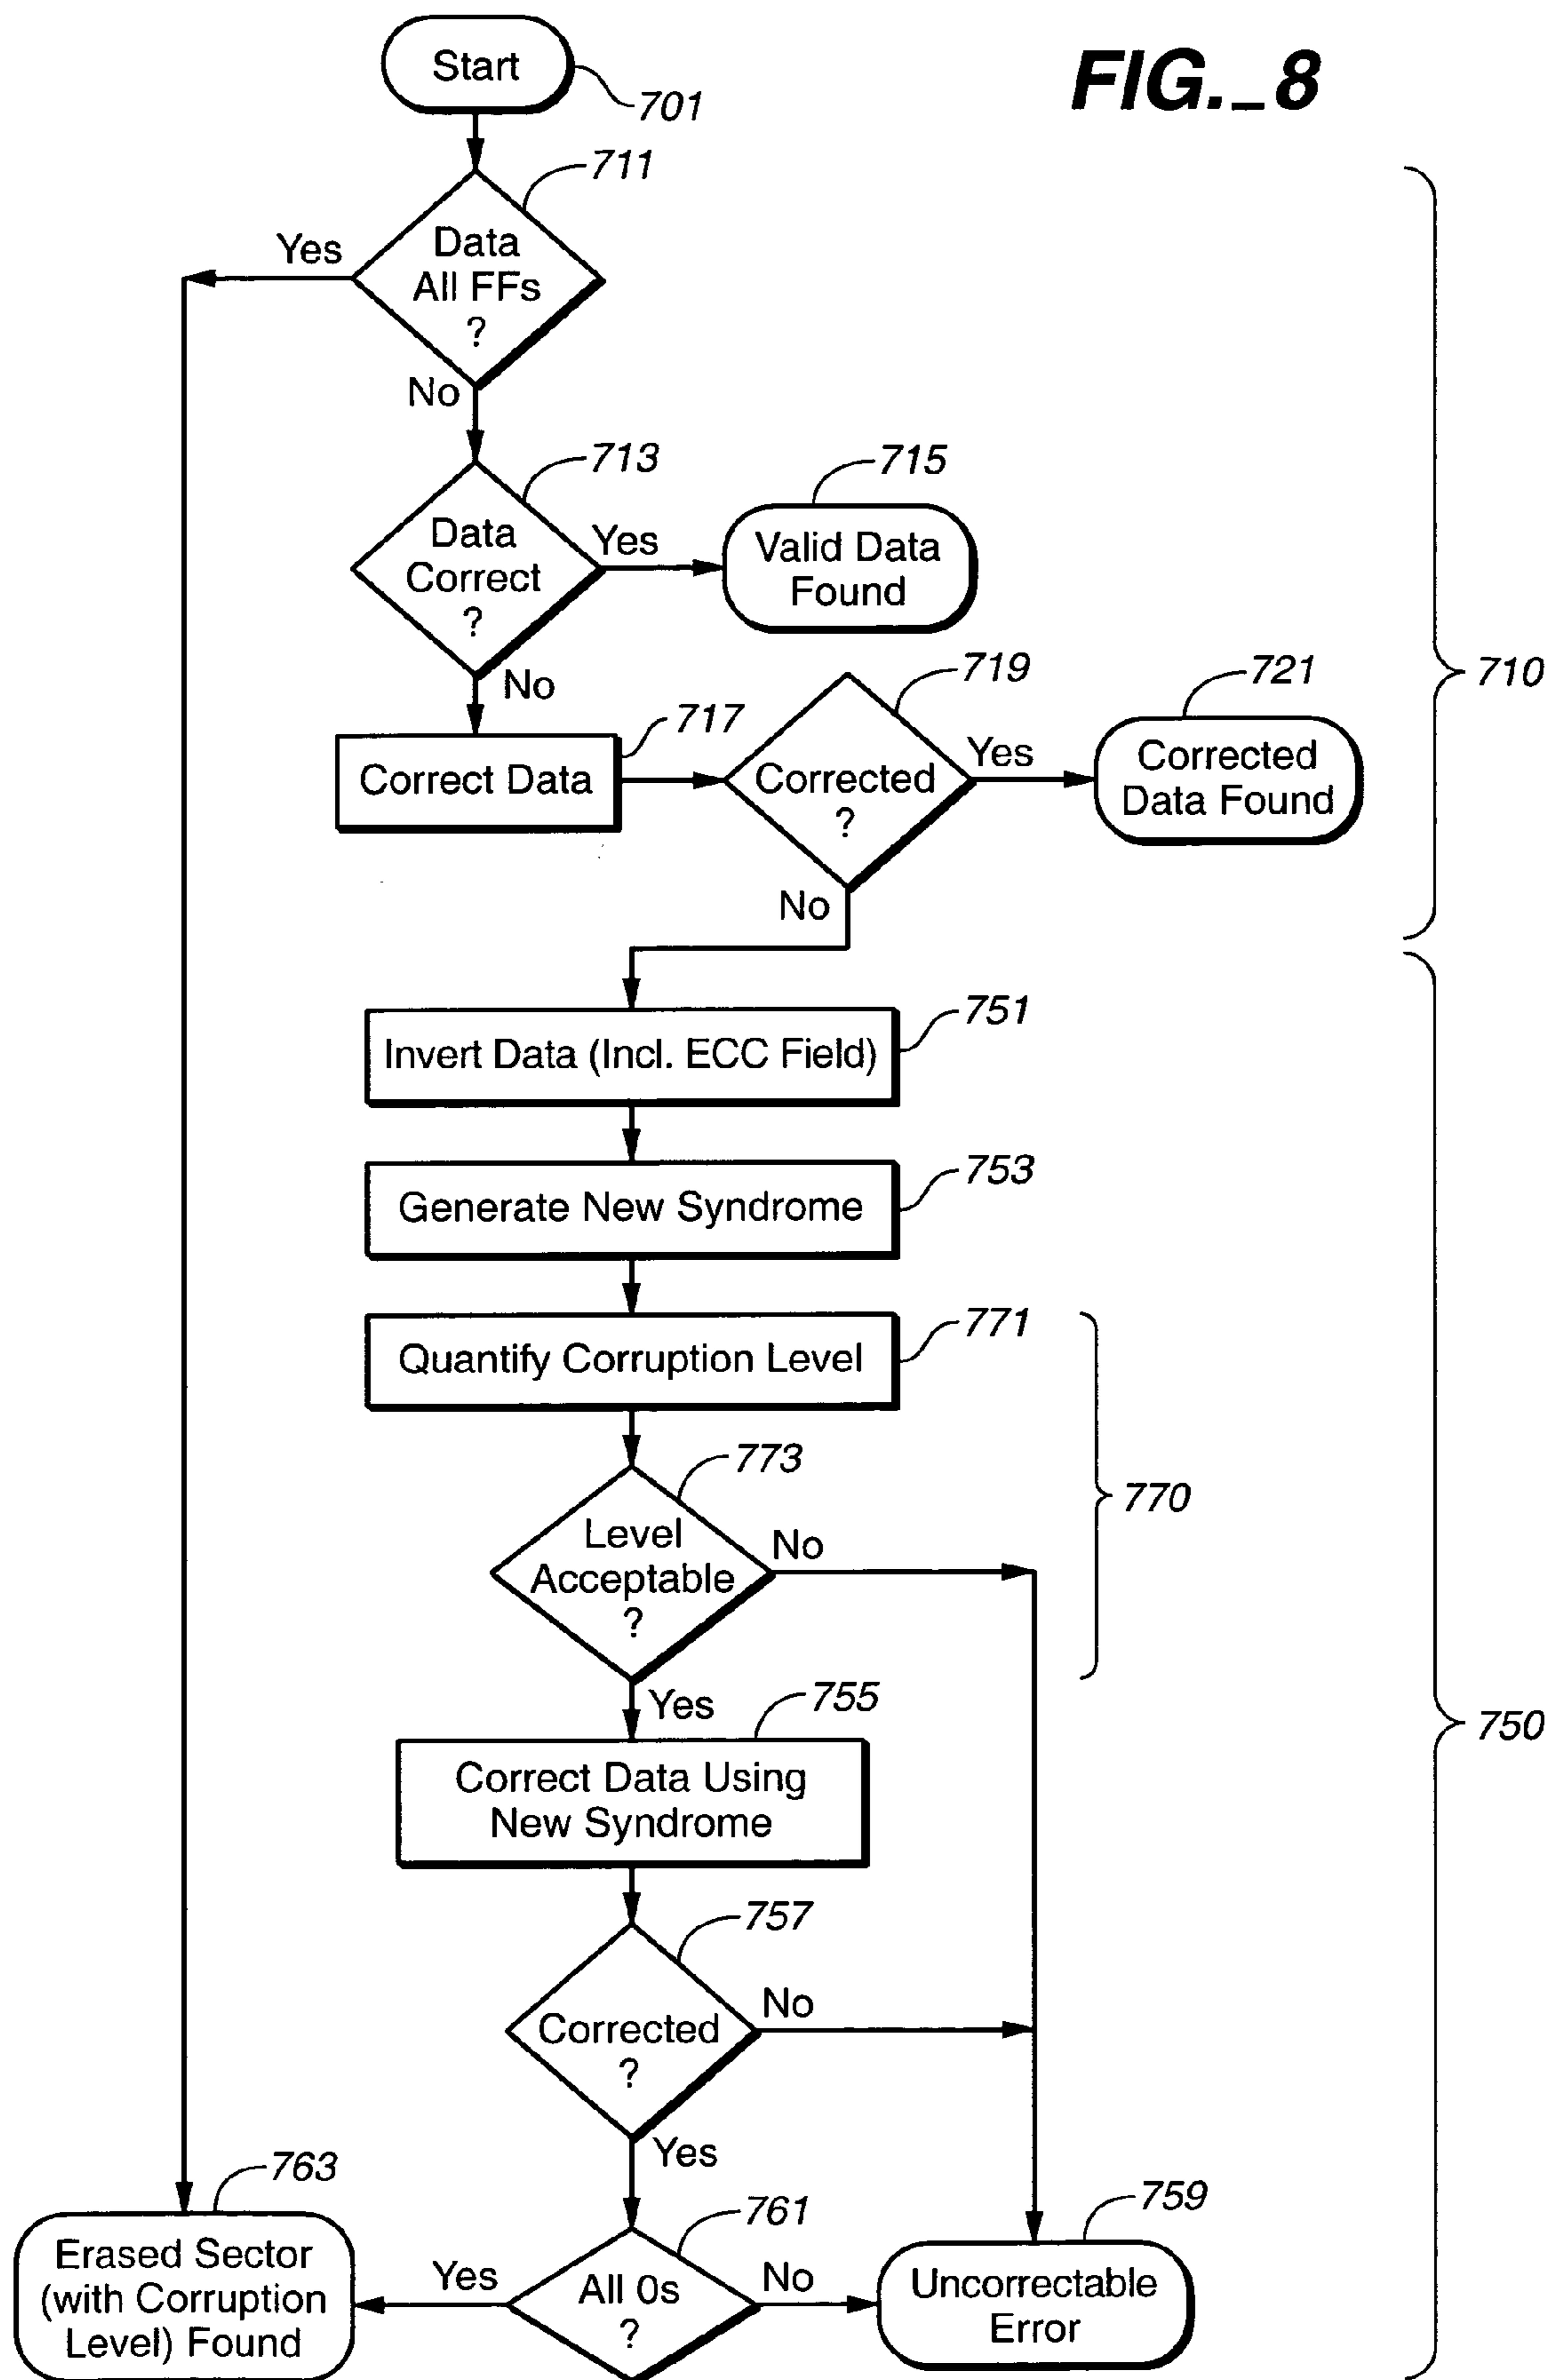 FIG._8
Start
701
711
Data
All FFs
?
Yes
No
713
Data
Correct
?
Yes
No
715
Valid Data
Found
717
Correct Data
719
Corrected
?
Yes
No
721
Corrected
Data Found
710
751
Invert Data (Incl. ECC Field)
753
Generate New Syndrome
771
Quantify Corruption Level
773
Level
Acceptable
?
No
Yes
770
755
Correct Data Using
New Syndrome
750
757
Corrected
?
No
Yes
763
Erased Sector
(with Corruption
Level) Found
761
All 0s
?
Yes
No
759
Uncorrectable
Error